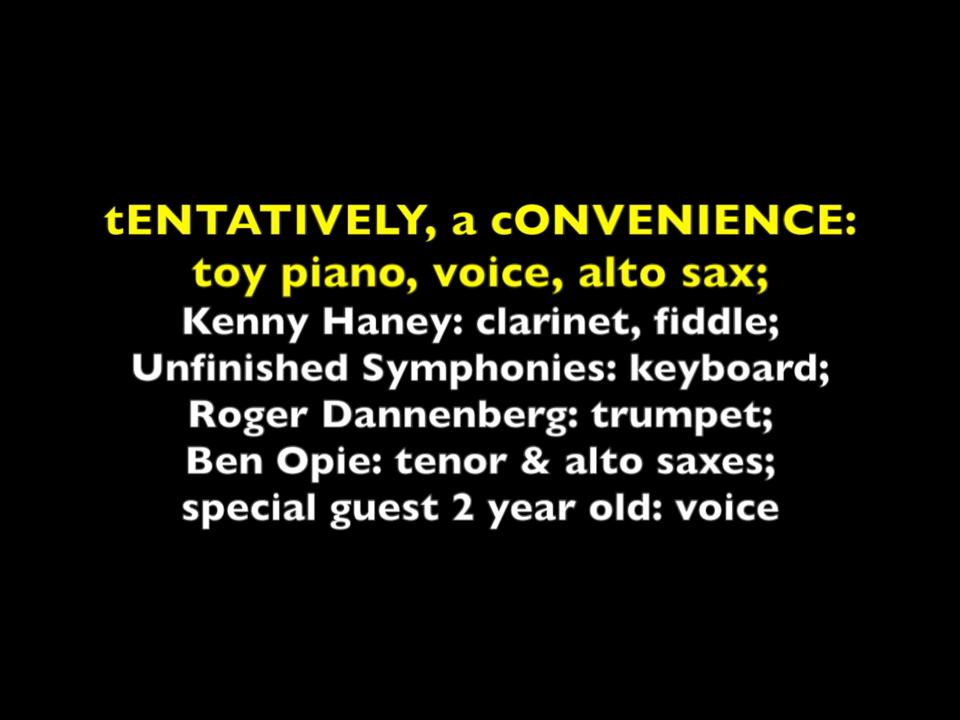 tENTATIVELY, a cONVENIENCE:
toy piano, voice, alto sax;
Kenny Haney: clarinet, fiddle;
Unfinished Symphonies: keyboard;
Roger Dannenberg: trumpet;
Ben Opie: tenor & alto saxes;
special guest 2 year old: voice